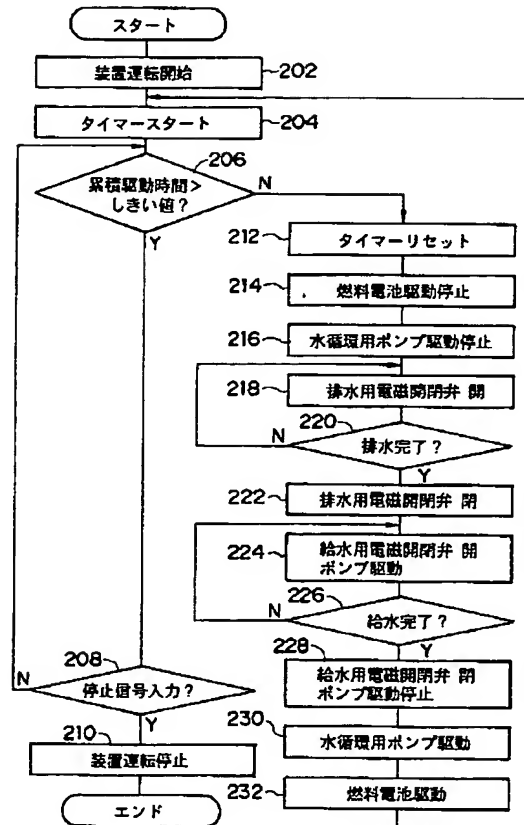 スタート
装置運転開始
202
タイマースタート
204
206
累積駆動時間>
しきい値?
N
Y
212
タイマーリセット
214
燃料電池駆動停止
216
水循環用ポンプ駆動停止
218
排水用電磁開閉弁 開
220
N
排水完了?
Y
222
排水用電磁開閉弁 閉
224
給水用電磁開閉弁 開
ポンプ駆動
226
N
給水完了?
Y
228
給水用電磁開閉弁 閉
ポンプ駆動停止
230
水循環用ポンプ駆動
232
燃料電池駆動
208
N
停止信号入力?
Y
210
装置運転停止
エンド